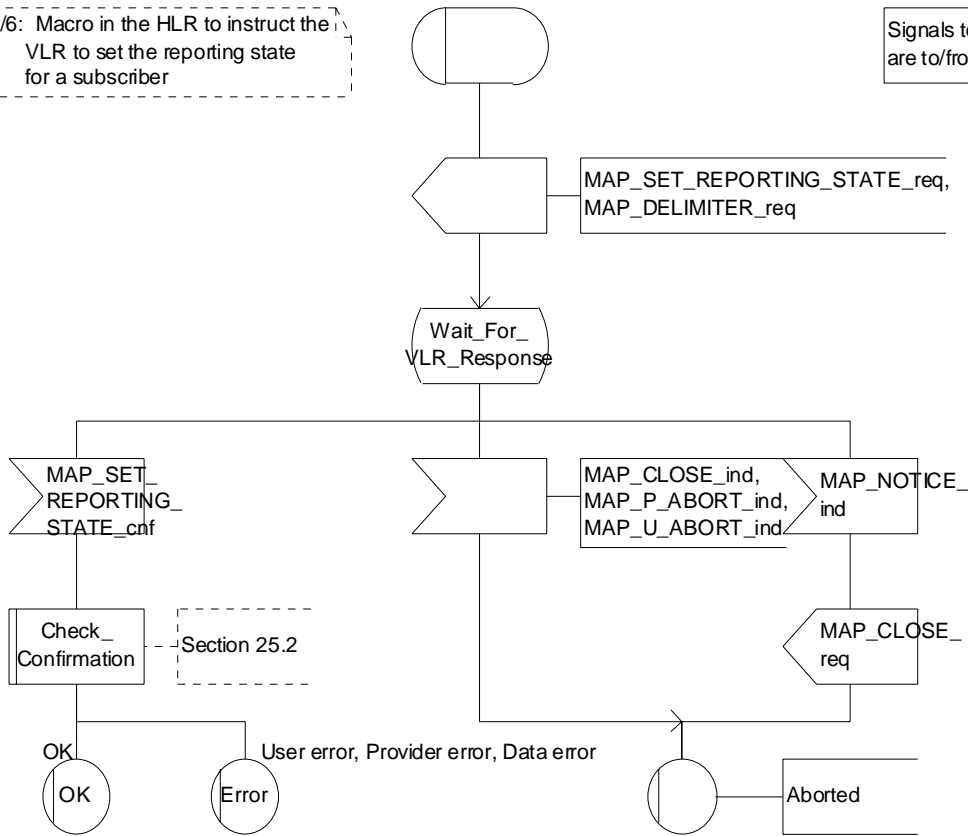 /6: Macro in the HLR to instruct the
VLR to set the reporting state
for a subscriber
Signals
are to/fro
MAP_SET_REPORTING_STATE_req,
MAP_DELIMITER_req
Wait_For_
VLR_Response
MAP_SET_
REPORTING_
STATE_cnf
MAP_CLOSE_ind,
MAP_P_ABORT_ind,
MAP_U_ABORT_ind
MAP_NOTICE_
ind
Check_
Confirmation
Section 25.2
MAP_CLOSE_
req
OK
User error, Provider error, Data error
OK
Error
Aborted